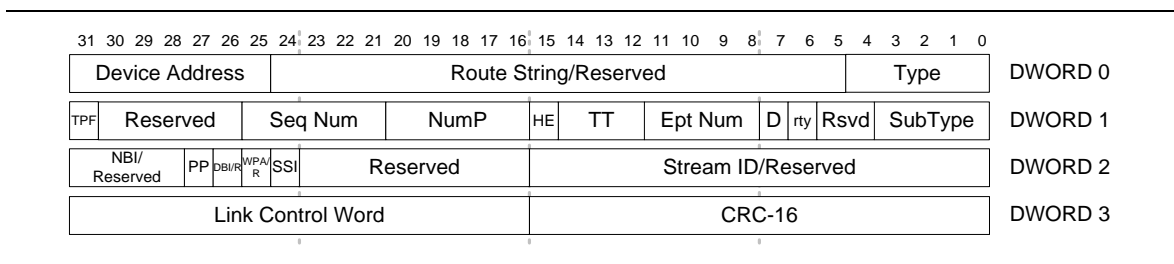 31 30 29 28 27 26 25 24 23 22 21 20 19 18 17 16 15 14 13 12 11 10 9 8 7 6 5 4 3 2 1 0
Device Address Route String/Reserved Type DWORD 0
TPF Reserved Seq Num NumP HE TT Ept Num D rty Rsvd SubType DWORD 1
NBI/
Reserved PP DBI/R WPA/
R SSI Reserved Stream ID/Reserved DWORD 2
Link Control Word CRC-16 DWORD 3